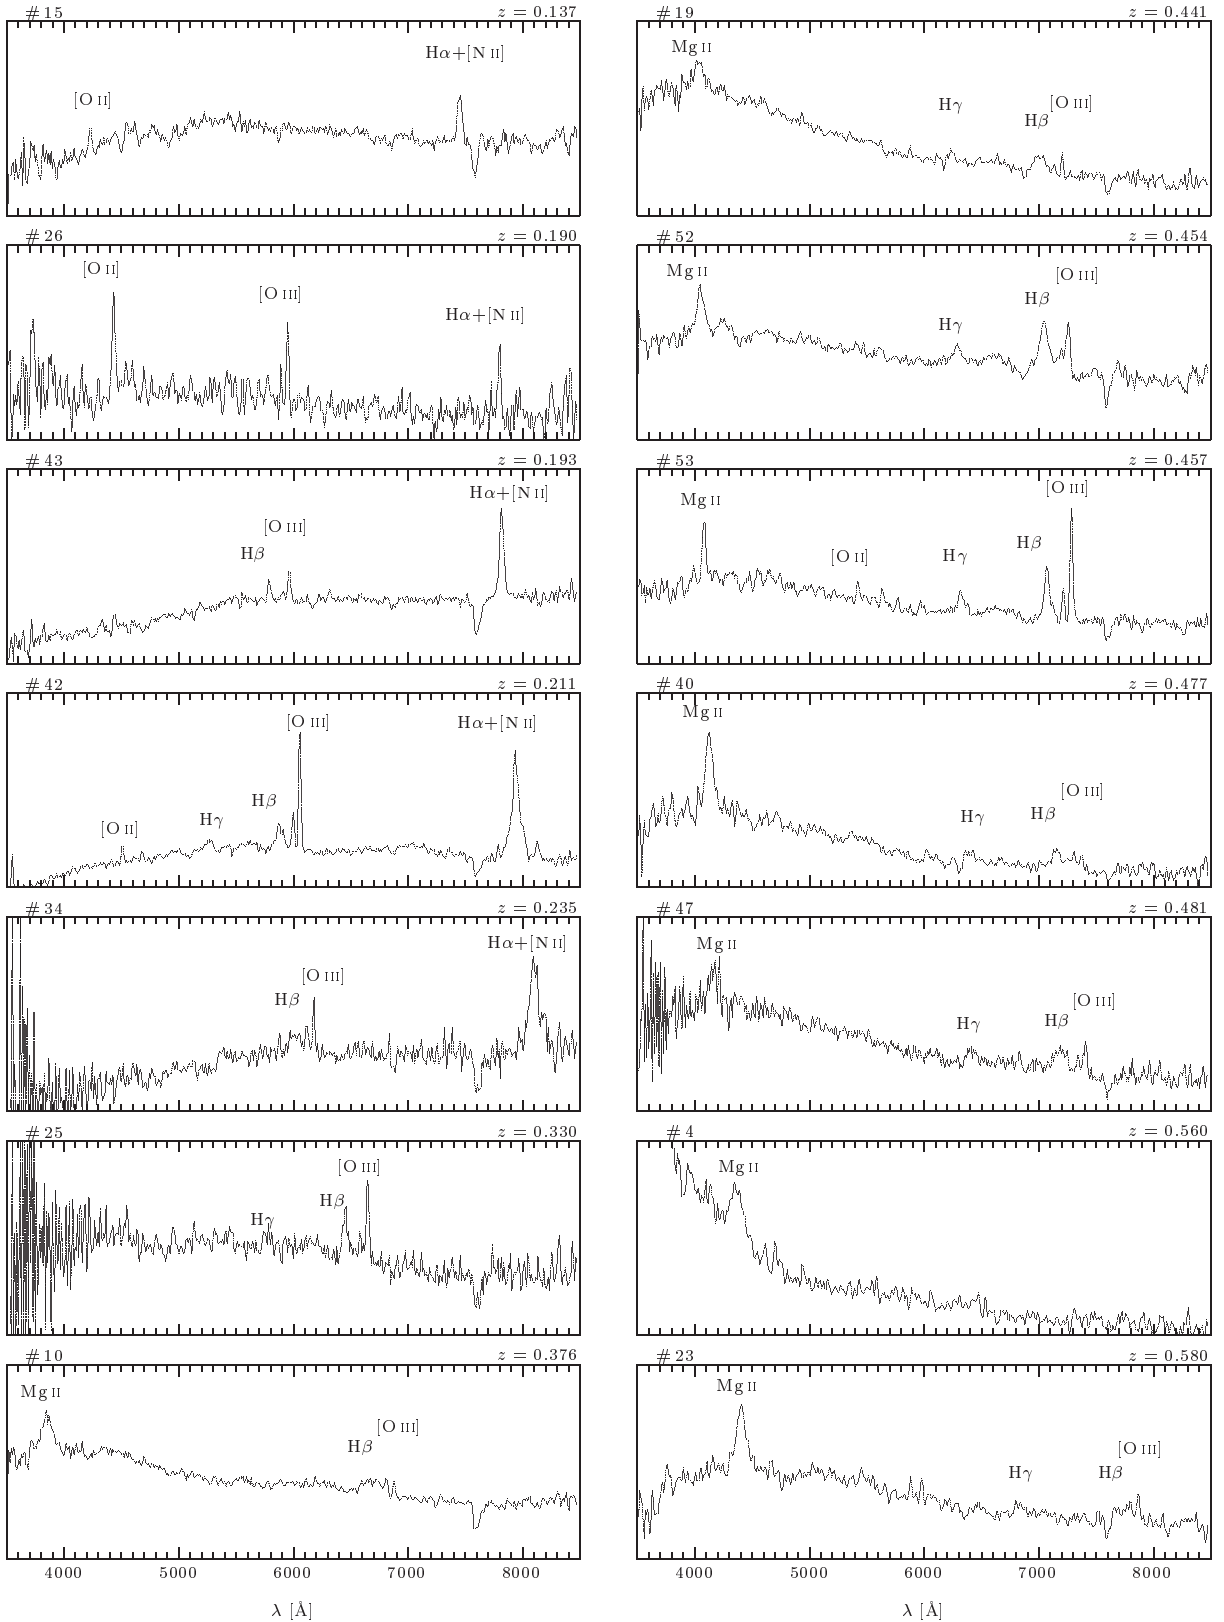 #15 z = 0.137
[O II] Hα+[N II]
#26 z = 0.190
[O II] [O III] Hα+[N II]
#43 z = 0.193
Hβ [O III] Hα+[N II]
#42 z = 0.211
[O II] Hγ Hβ [O III] Hα+[N II]
#34 z = 0.235
Hβ [O III] Hα+[N II]
#25 z = 0.330
Hγ Hβ [O III]
#10 z = 0.376
Mg II Hβ [O III]
4000 5000 6000 7000 8000
λ [Å]
#19 z = 0.441
Mg II Hγ Hβ [O III]
#52 z = 0.454
Mg II Hγ Hβ [O III]
#53 z = 0.457
Mg II [O II] Hγ Hβ [O III]
#40 z = 0.477
Mg II Hγ Hβ [O III]
#47 z = 0.481
Mg II Hγ Hβ [O III]
#4 z = 0.560
Mg II
#23 z = 0.580
Mg II Hγ Hβ [O III]
4000 5000 6000 7000 8000
λ [Å]